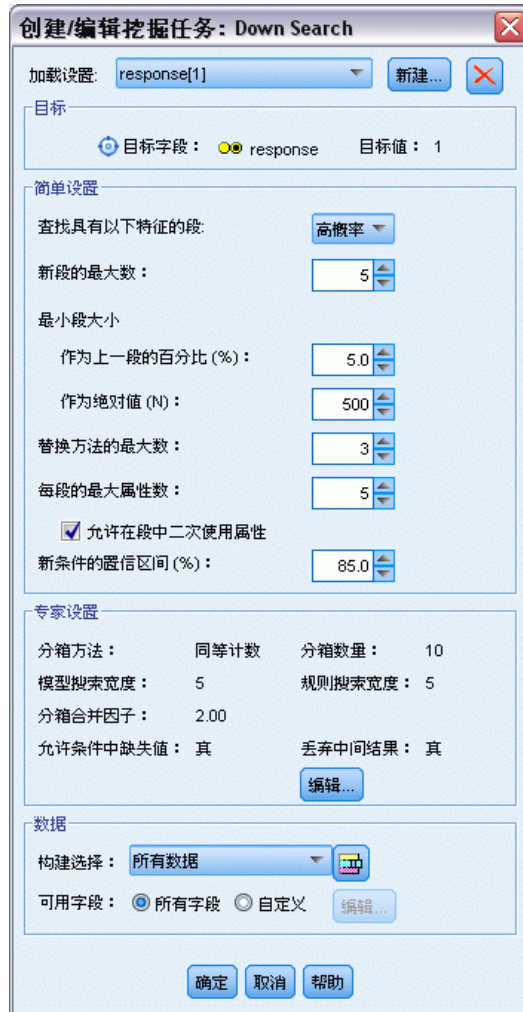 创建/编辑挖掘任务: Down Search
加载设置: response[1] 新建...
目标
目标字段： response 目标值： 1
简单设置
查找具有以下特征的段: 高概率
新段的最大数： 5
最小段大小
作为上一段的百分比(%)： 5.0
作为绝对值(N)： 500
替换方法的最大数： 3
每段的最大属性数： 5
允许在段中二次使用属性
新条件的置信区间(%)： 85.0
专家设置
分箱方法： 同等计数 分箱数量： 10
模型搜索宽度： 5 规则搜索宽度： 5
分箱合并因子： 2.00
允许条件中缺失值： 真 丢弃中间结果： 真
编辑...
数据
构建选择： 所有数据
可用字段： 所有字段 自定义 编辑...
确定 取消 帮助